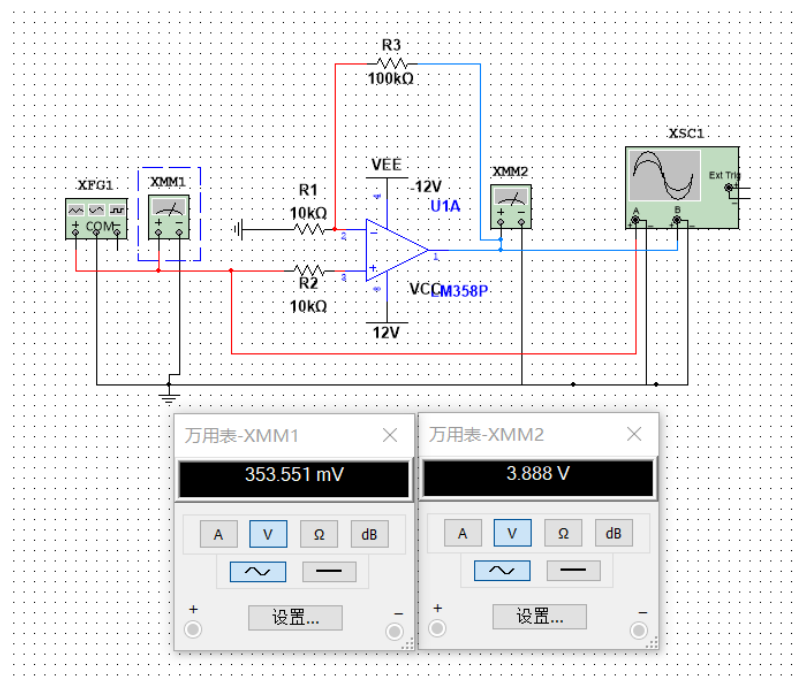 R3
100kΩ
XSC1
Ext Trig
A
B
XFG1
COM
XMM1
VEE
-12V
U1A
XMM2
R1
10kΩ
4
2
1
3
8
R2
10kΩ
VCC
LM358P
12V
万用表-XMM1
353.551 mV
A V Ω dB
设置...
+ −
万用表-XMM2
3.888 V
A V Ω dB
设置...
+ −